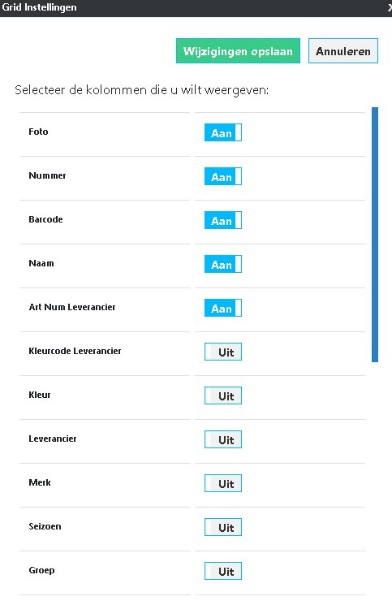 Grid Instellingen
Wijzigingen opslaan Annuleren
Selecteer de kolommen die u wilt weergeven:
Foto Aan
Nummer Aan
Barcode Aan
Naam Aan
Art Num Leverancier Aan
Kleurcode Leverancier Uit
Kleur Uit
Leverancier Uit
Merk Uit
Seizoen Uit
Groep Uit